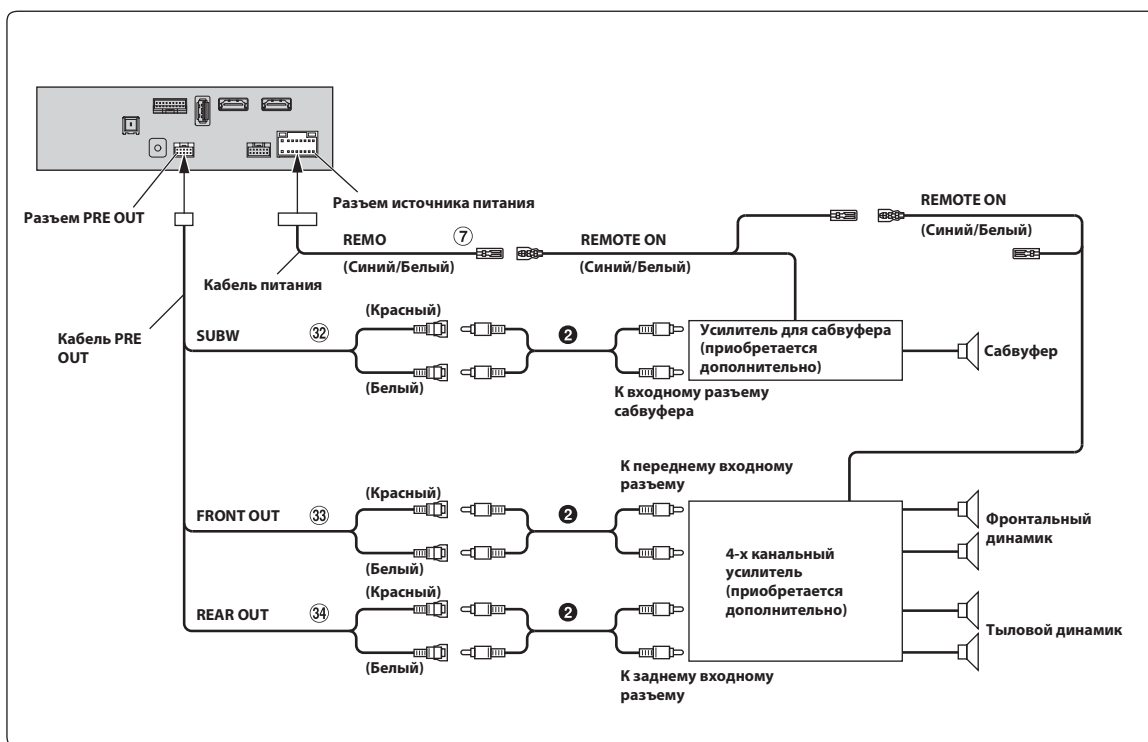 Разъем PRE OUT
Разъем источника питания
REMOTE ON
(Синий/Белый)
REMO
⑦
(Синий/Белый)
REMOTE ON
(Синий/Белый)
Кабель питания
Кабель PRE
OUT
SUBW
㉜
(Красный)
(Белый)
❷
Усилитель для сабвуфера
(приобретается
дополнительно)
Сабвуфер
К входному разъему
сабвуфера
К переднему входному
разъему
FRONT OUT
㉝
(Красный)
(Белый)
❷
4-х канальный
усилитель
(приобретается
дополнительно)
Фронтальный
динамик
REAR OUT
㉞
(Красный)
(Белый)
❷
Тыловой динамик
К заднему входному
разъему